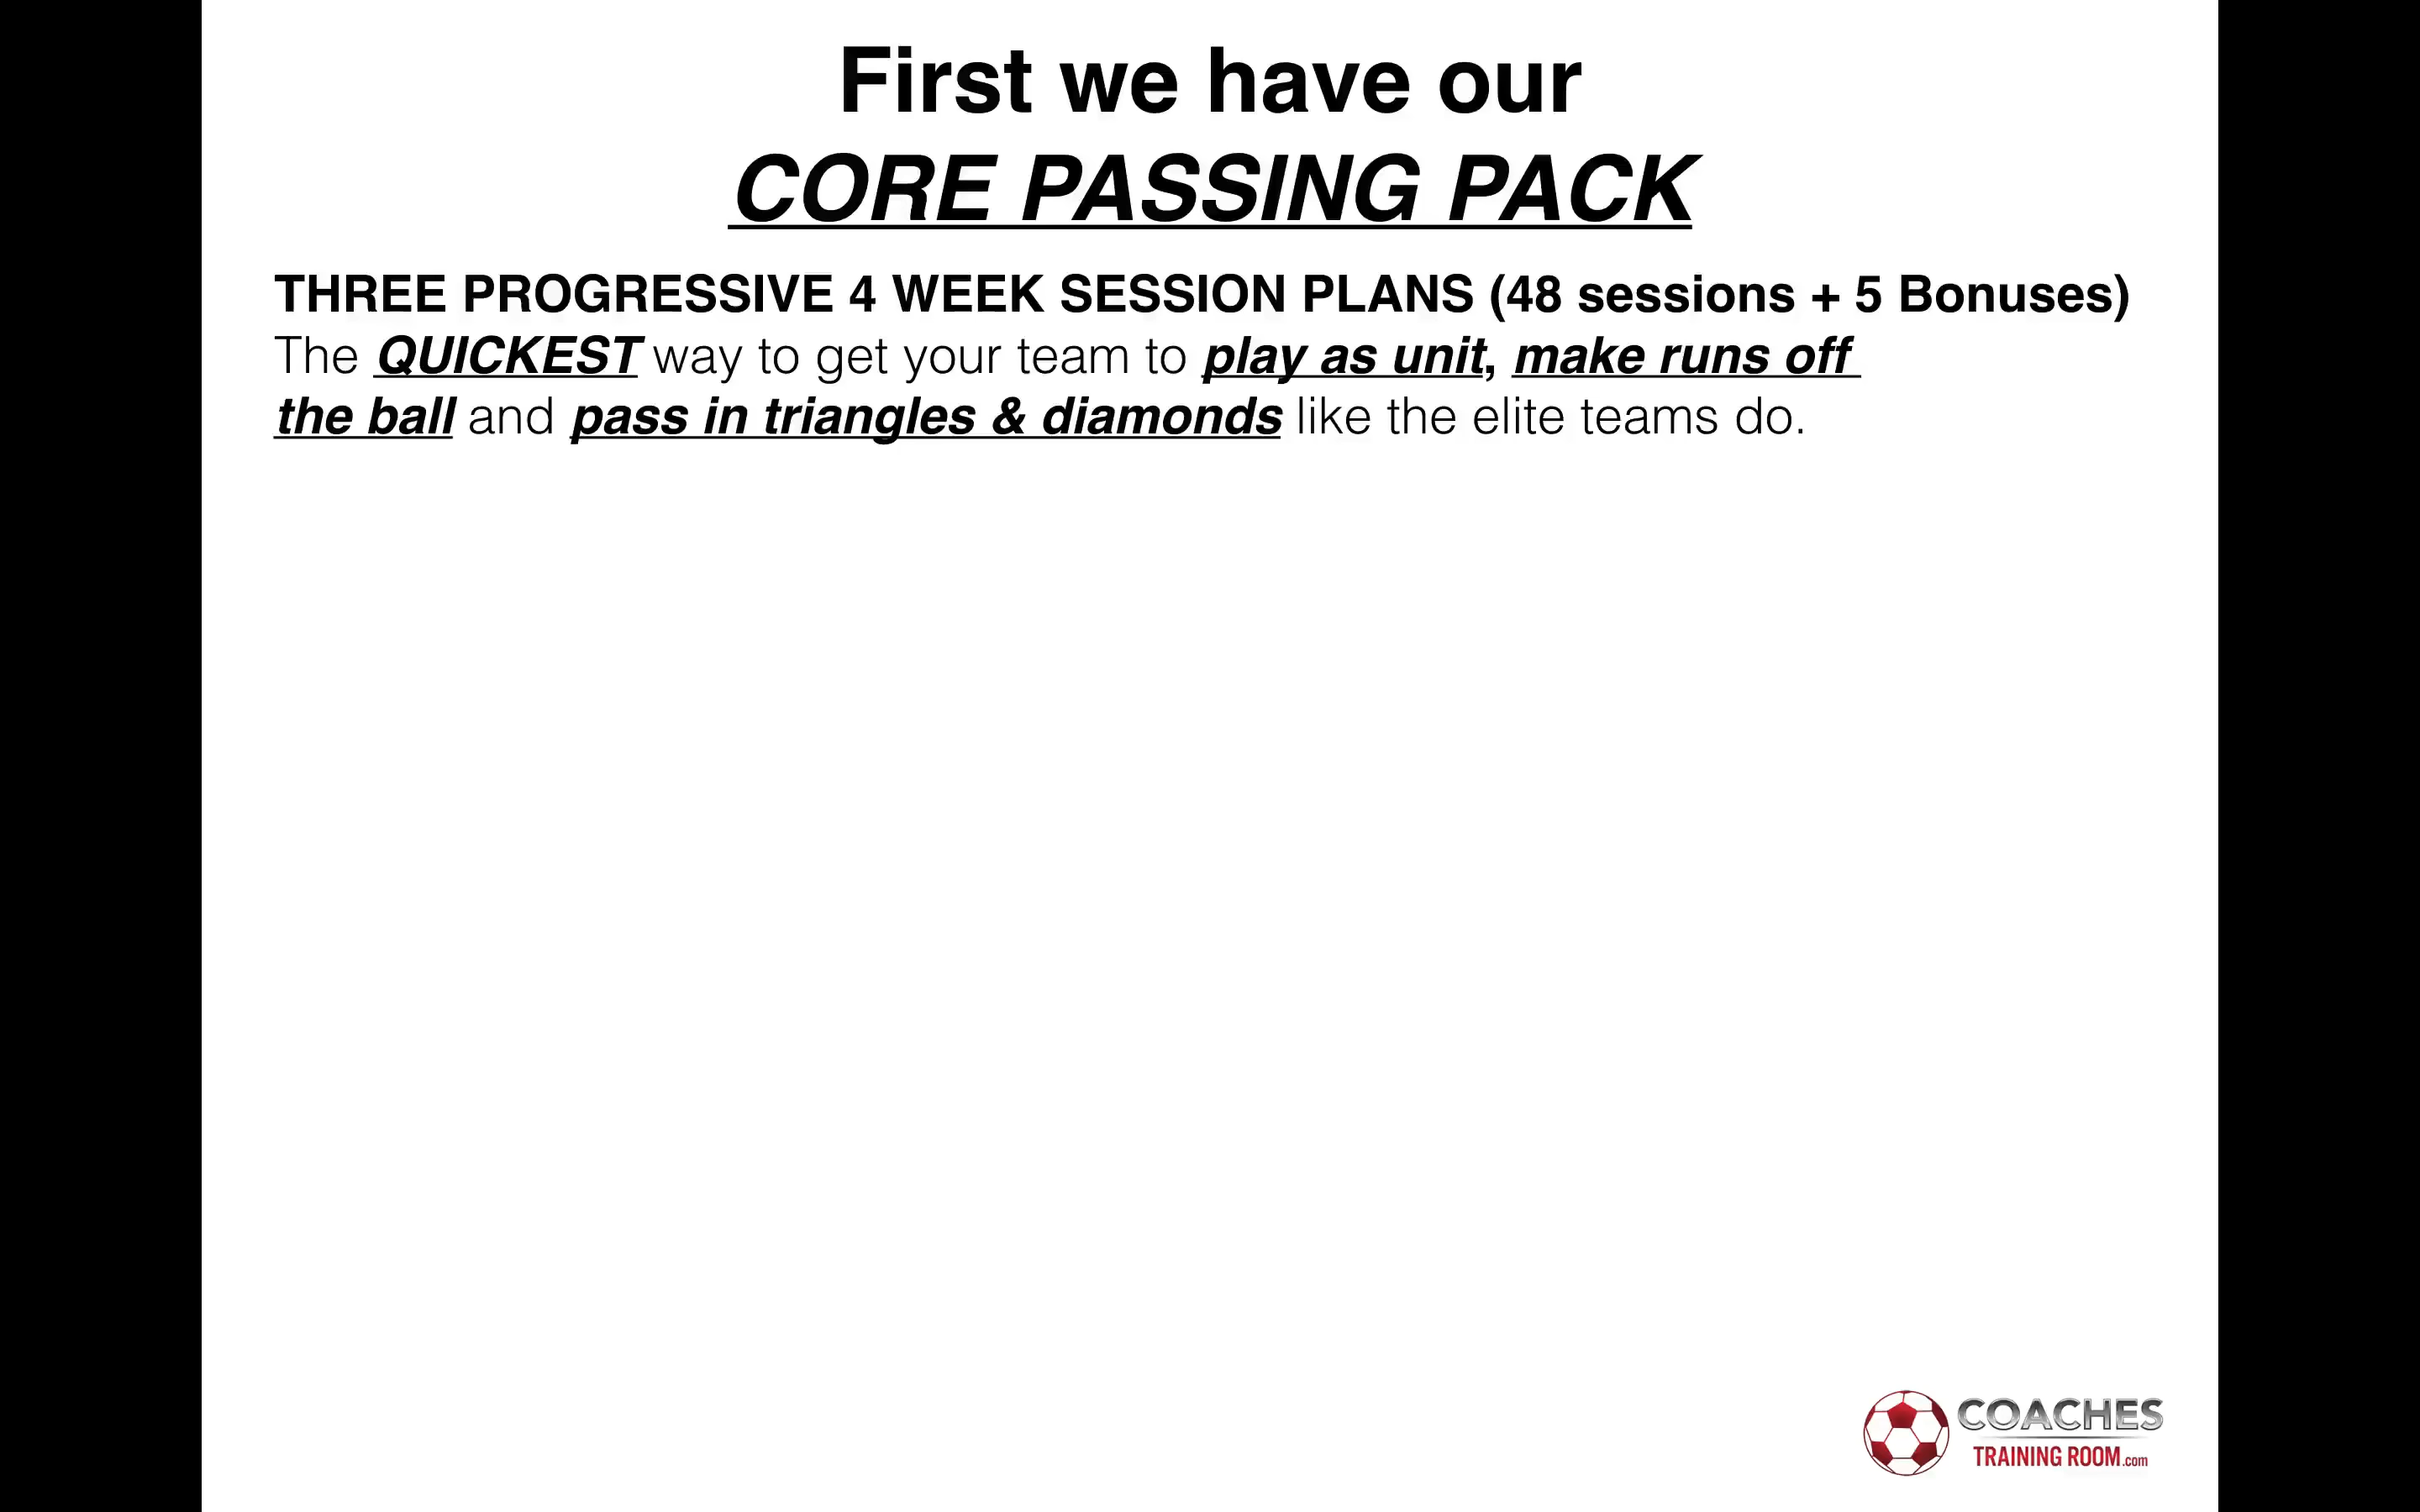 First we have our
CORE PASSING PACK
THREE PROGRESSIVE 4 WEEK SESSION PLANS (48 sessions + 5 Bonuses)
The QUICKEST way to get your team to play as unit, make runs off
the ball and pass in triangles & diamonds like the elite teams do.
COACHES
TRAINING ROOM.com